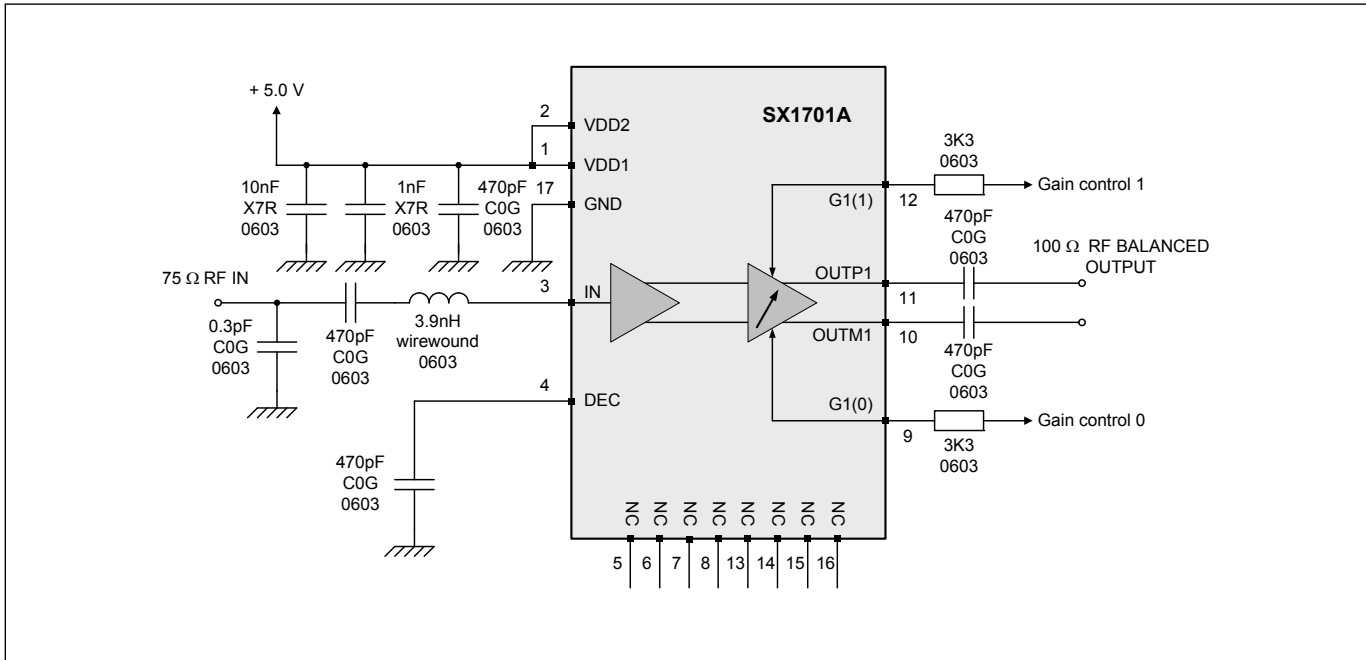 + 5.0 V
SX1701A
2
VDD2
1
VDD1
17
GND
10nF
X7R
0603
1nF
X7R
0603
470pF
C0G
0603
3K3
0603
G1(1)
12
Gain control 1
470pF
C0G
0603
100 Ω RF BALANCED
OUTPUT
75 Ω RF IN
3
IN
OUTP1
11
OUTM1
10
0.3pF
C0G
0603
470pF
C0G
0603
3.9nH
wirewound
0603
470pF
C0G
0603
4
DEC
G1(0)
9
Gain control 0
3K3
0603
470pF
C0G
0603
NC NC NC NC NC NC NC NC
5 6 7 8 13 14 15 16